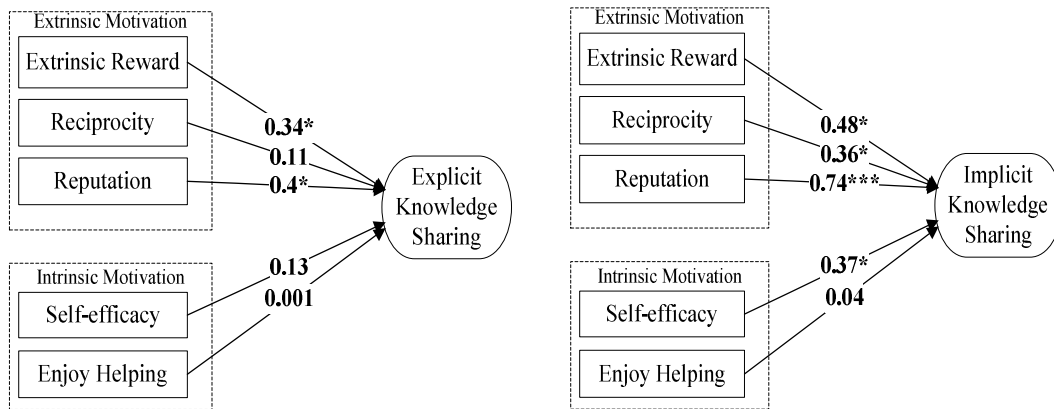 Extrinsic Motivation
Extrinsic Reward
Reciprocity
Reputation
0.34*
0.11
0.4*
Explicit
Knowledge
Sharing
Intrinsic Motivation
Self-efficacy
Enjoy Helping
0.13
0.001
Extrinsic Motivation
Extrinsic Reward
Reciprocity
Reputation
0.48*
0.36*
0.74***
Implicit
Knowledge
Sharing
Intrinsic Motivation
Self-efficacy
Enjoy Helping
0.37*
0.04